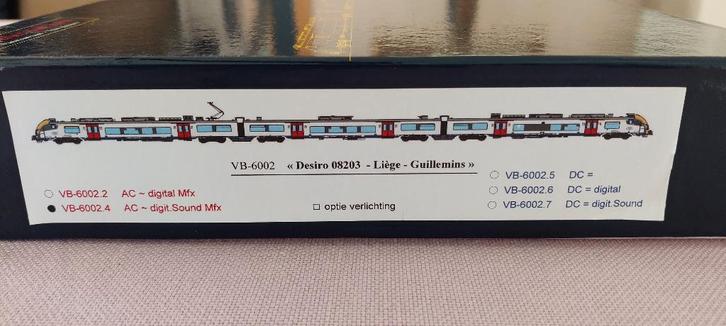 VB-6002 « Desiro 08203 - Liège - Guillemins »
VB-6002.2 AC ~ digital Mfx
VB-6002.4 AC ~ digit.Sound Mfx
□ optie verlichting
VB-6002.5 DC =
VB-6002.6 DC = digital
VB-6002.7 DC = digit.Sound